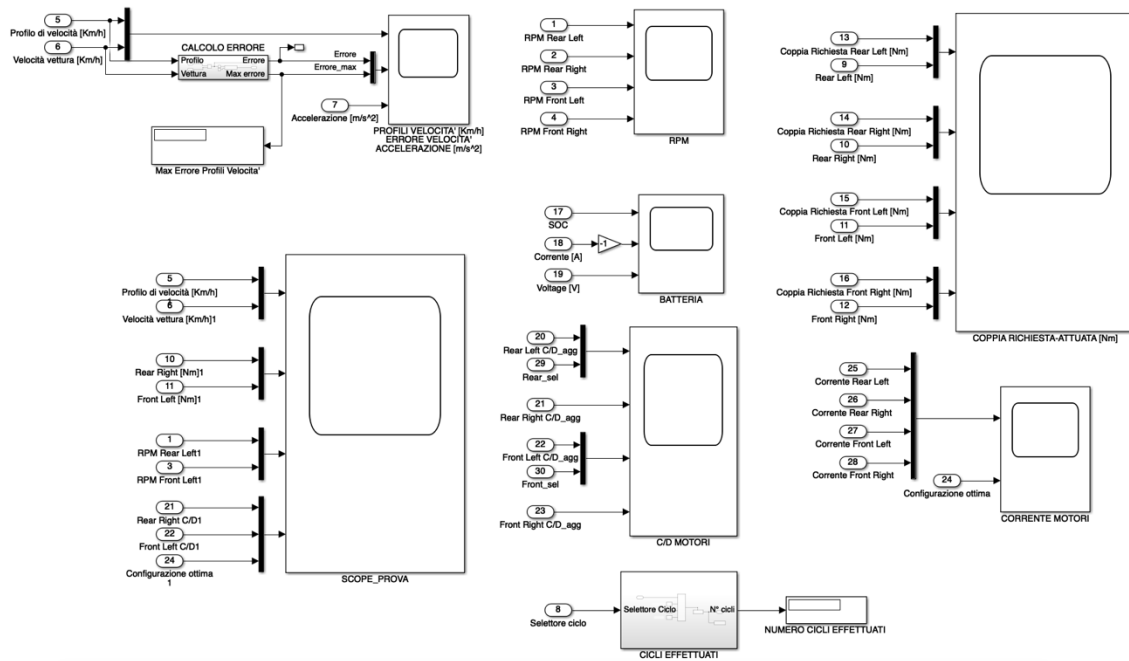 5
Profilo di velocità [Km/h]
6
Velocità vettura [Km/h]
CALCOLO ERRORE
Profilo
Errore
Vettura
Max errore
Errore
Errore_max
7
Accelerazione [m/s^2]
PROFILI VELOCITA' [Km/h]
ERRORE VELOCITA'
ACCELERAZIONE [m/s^2]
Max Errore Profili Velocita'
1
RPM Rear Left
2
RPM Rear Right
3
RPM Front Left
4
RPM Front Right
RPM
13
Coppia Richiesta Rear Left [Nm]
9
Rear Left [Nm]
14
Coppia Richiesta Rear Right [Nm]
10
Rear Right [Nm]
15
Coppia Richiesta Front Left [Nm]
11
Front Left [Nm]
16
Coppia Richiesta Front Right [Nm]
12
Front Right [Nm]
COPPIA RICHIESTA-ATTUATA [Nm]
17
SOC
18
-1
Corrente [A]
19
Voltage [V]
BATTERIA
5
Profilo di velocità [Km/h]
1
6
Velocità vettura [Km/h]1
10
Rear Right [Nm]1
11
Front Left [Nm]1
1
RPM Rear Left1
3
RPM Front Left1
21
Rear Right C/D1
22
Front Left C/D1
24
Configurazione ottima
1
SCOPE_PROVA
20
Rear Left C/D_agg
29
Rear_sel
21
Rear Right C/D_agg
22
Front Left C/D_agg
30
Front_sel
23
Front Right C/D_agg
C/D MOTORI
25
Corrente Rear Left
26
Corrente Rear Right
27
Corrente Front Left
28
Corrente Front Right
24
Configurazione ottima
CORRENTE MOTORI
8
Selettore ciclo
Selettore Ciclo
N° cicli
CICLI EFFETTUATI
NUMERO CICLI EFFETTUATI